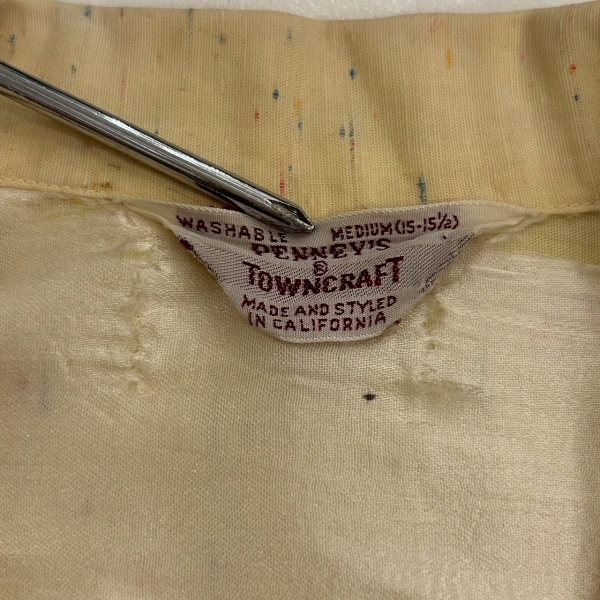 WASHABLE MEDIUM (15-15½)
PENNEY'S
TOWNCRAFT®
MADE AND STYLED
IN CALIFORNIA